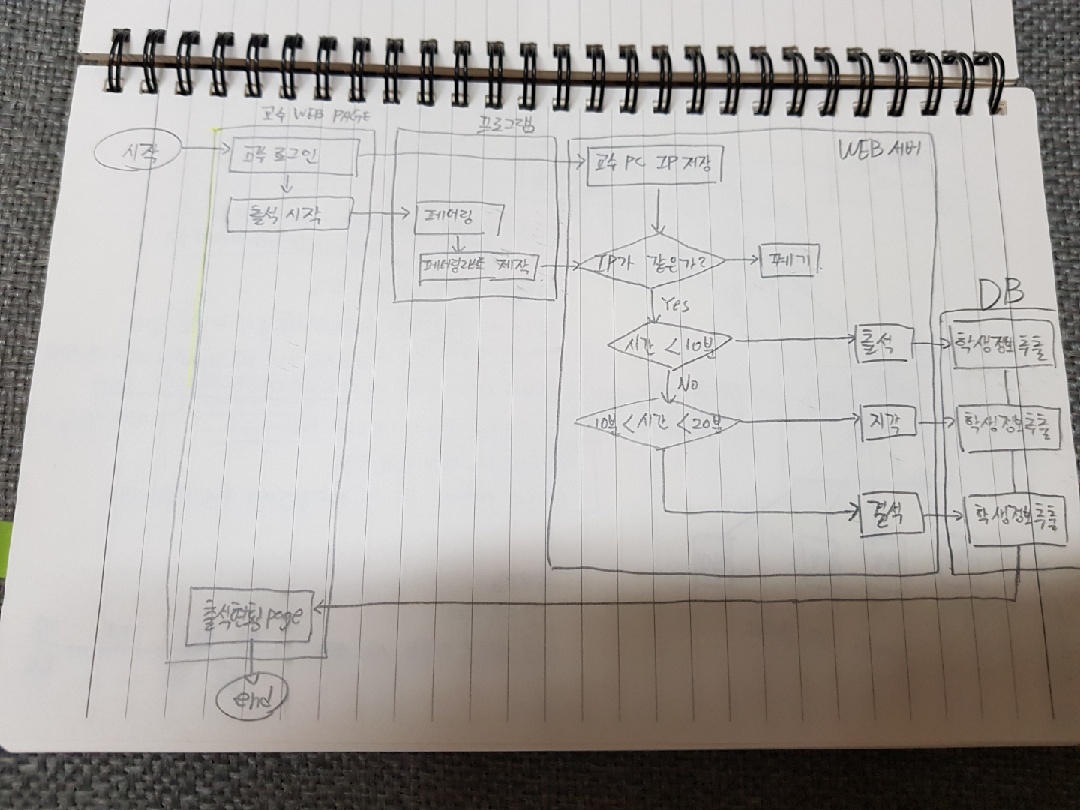 교수 WEB PAGE
프로그램
WEB 서버
시작
교수 로그인
교수 PC IP 저장
출석 시작
페어링
페어링리스트 제작
IP가 같은가?
폐기
Yes
DB
시간 < 10분
출석
학생정보추출
No
10분 < 시간 < 20분
지각
학생정보추출
결석
학생정보추출
출석현황 page
end